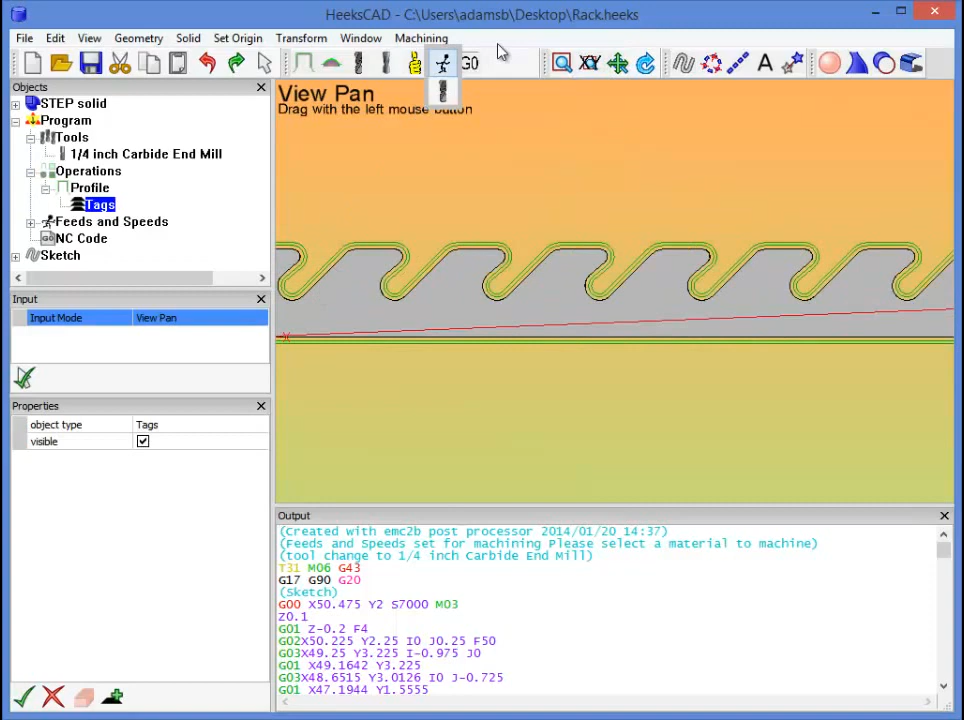 HeeksCAD - C:\Users\adamsb\Desktop\Rack.heeks
File Edit View Geometry Solid Set Origin Transform Window Machining
G0
Objects
STEP solid
Program
Tools
1/4 inch Carbide End Mill
Operations
Profile
Tags
Feeds and Speeds
NC Code
Sketch
Input
Input Mode View Pan
Properties
object type Tags
visible
View Pan
Drag with the left mouse button
Output
(Created with emc2b post processor 2014/01/20 14:37)
(Feeds and Speeds set for machining Please select a material to machine)
(tool change to 1/4 inch Carbide End Mill)
T31 M06 G43
G17 G90 G20
(Sketch)
G00 X50.475 Y2 S7000 M03
Z0.1
G01 Z-0.2 F4
G02X50.225 Y2.25 I0 J0.25 F50
G03X49.25 Y3.225 I-0.975 J0
G01 X49.1642 Y3.225
G03X48.6515 Y3.0126 I0 J-0.725
G01 X47.1944 Y1.5555